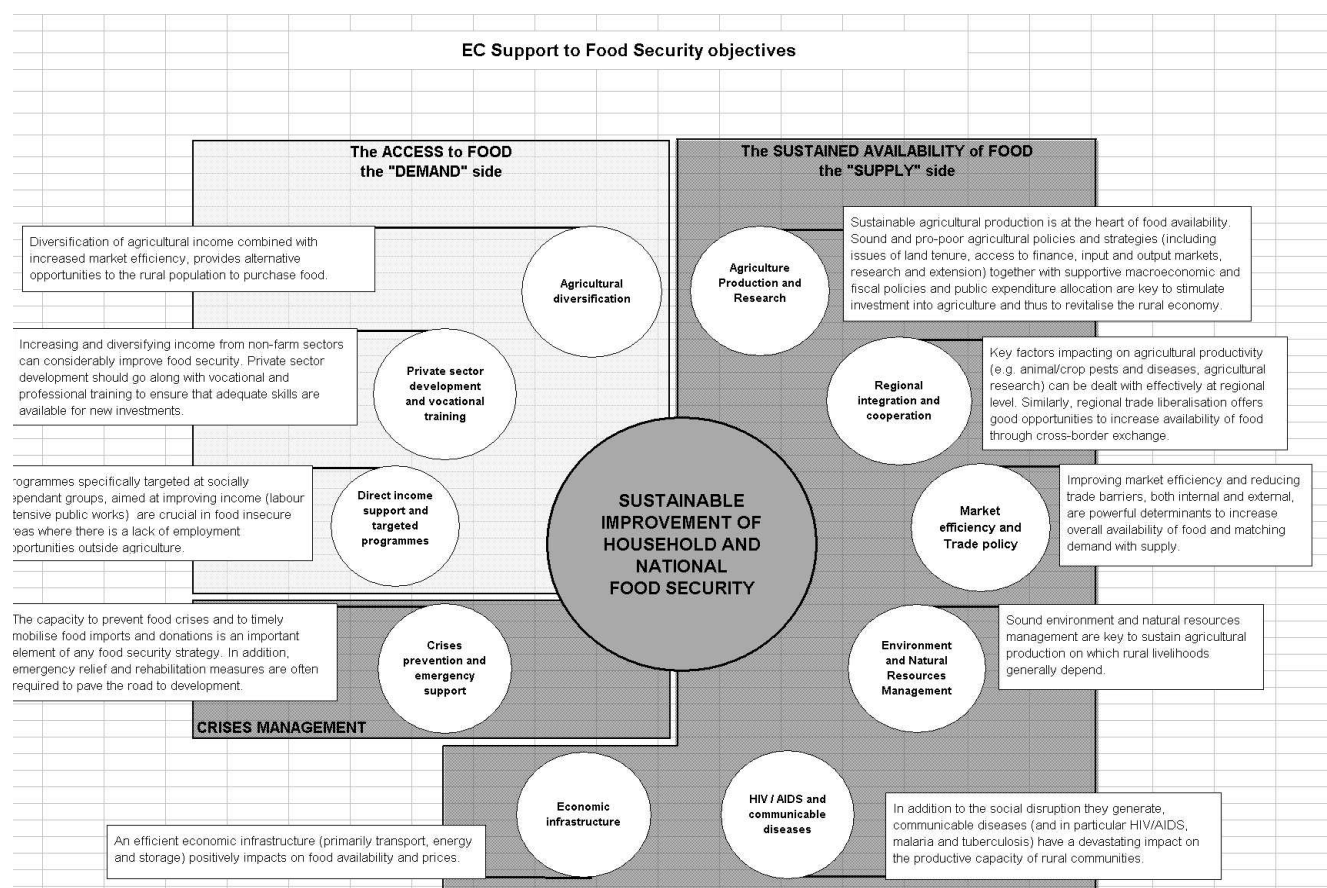 EC Support to Food Security objectives
The ACCESS to FOOD
the "DEMAND" side
The SUSTAINED AVAILABILITY of FOOD
the "SUPPLY" side
Diversification of agricultural income combined with
increased market efficiency, provides alternative
opportunities to the rural population to purchase food.
Agricultural
diversification
Agriculture
Production and
Research
Sustainable agricultural production is at the heart of food availability.
Sound and pro-poor agricultural policies and strategies (including
issues of land tenure, access to finance, input and output markets,
research and extension) together with supportive macroeconomic and
fiscal policies and public expenditure allocation are key to stimulate
investment into agriculture and thus to revitalise the rural economy.
Increasing and diversifying income from non-farm sectors
can considerably improve food security. Private sector
development should go along with vocational and
professional training to ensure that adequate skills are
available for new investments.
Private sector
development
and vocational
training
Regional
integration and
cooperation
Key factors impacting on agricultural productivity
(e.g. animal/crop pests and diseases, agricultural
research) can be dealt with effectively at regional
level. Similarly, regional trade liberalisation offers
good opportunities to increase availability of food
through cross-border exchange.
rogrammes specifically targeted at socially
ependant groups, aimed at improving income (labour
tensive public works) are crucial in food insecure
reas where there is a lack of employment
pportunities outside agriculture.
Direct income
support and
targeted
programmes
SUSTAINABLE
IMPROVEMENT OF
HOUSEHOLD AND
NATIONAL
FOOD SECURITY
Market
efficiency and
Trade policy
Improving market efficiency and reducing
trade barriers, both internal and external,
are powerful determinants to increase
overall availability of food and matching
demand with supply.
The capacity to prevent food crises and to timely
mobilise food imports and donations is an important
element of any food security strategy. In addition,
emergency relief and rehabilitation measures are often
required to pave the road to development.
Crises
prevention and
emergency
support
CRISES MANAGEMENT
Environment
and Natural
Resources
Management
Sound environment and natural resources
management are key to sustain agricultural
production on which rural livelihoods
generally depend.
Economic
infrastructure
An efficient economic infrastructure (primarily transport, energy
and storage) positively impacts on food availability and prices.
HIV / AIDS and
communicable
diseases
In addition to the social disruption they generate,
communicable diseases (and in particular HIV/AIDS,
malaria and tuberculosis) have a devastating impact on
the productive capacity of rural communities.